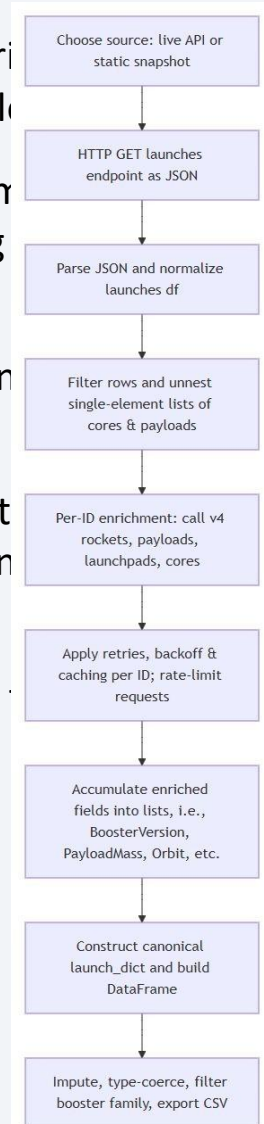 Choose source: live API or
static snapshot
HTTP GET launches
endpoint as JSON
Parse JSON and normalize
launches df
Filter rows and unnest
single-element lists of
cores & payloads
Per-ID enrichment: call v4
rockets, payloads,
launchpads, cores
Apply retries, backoff &
caching per ID; rate-limit
requests
Accumulate enriched
fields into lists, i.e.,
BoosterVersion,
PayloadMass, Orbit, etc.
Construct canonical
launch_dict and build
DataFrame
Impute, type-coerce, filter
booster family, export CSV